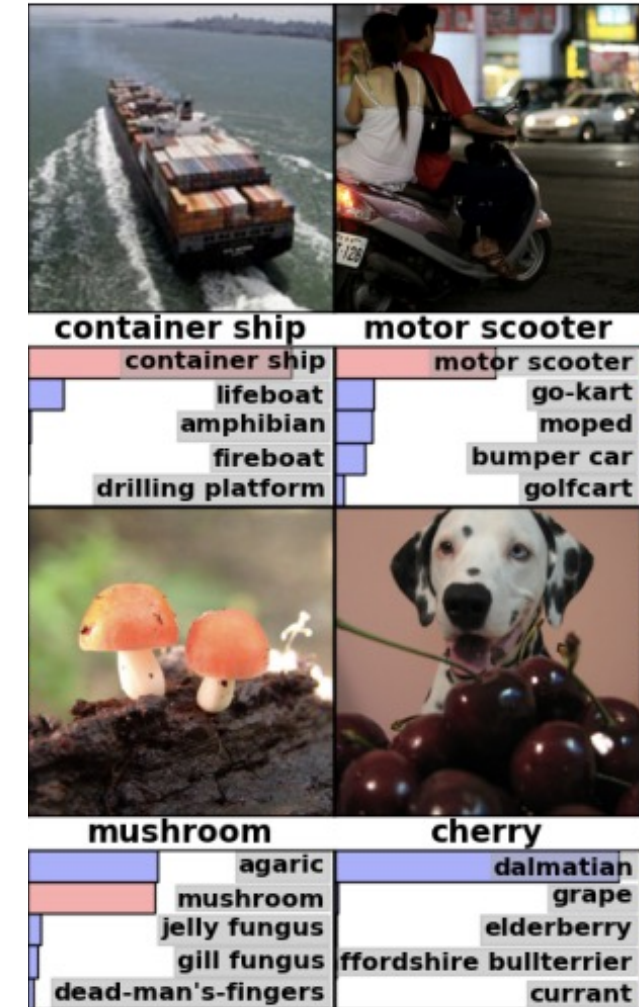 container ship
motor scooter
container ship
lifeboat
amphibian
fireboat
drilling platform
motor scooter
go-kart
moped
bumper car
golfcart
mushroom
cherry
agaric
mushroom
jelly fungus
gill fungus
dead-man's-fingers
dalmatian
grape
elderberry
ffordshire bullterrier
currant